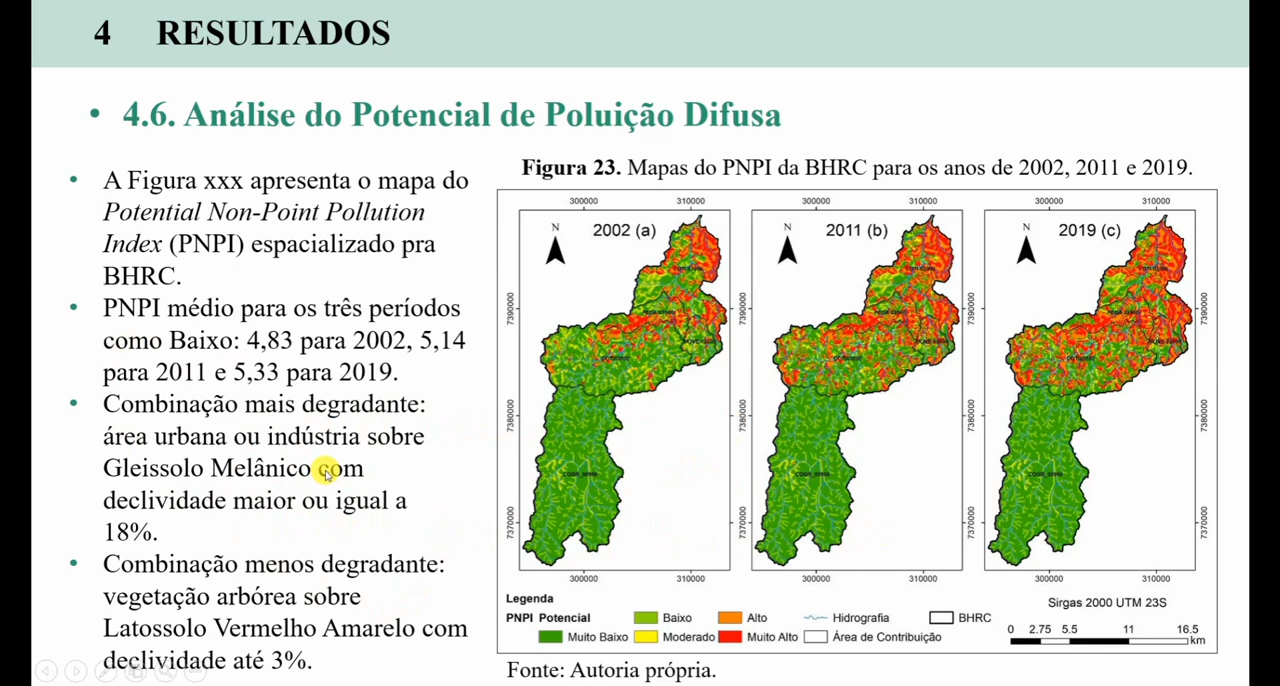 4 RESULTADOS
• 4.6. Análise do Potencial de Poluição Difusa
• A Figura xxx apresenta o mapa do
Potential Non-Point Pollution
Index (PNPI) espacializado pra
BHRC.
• PNPI médio para os três períodos
como Baixo: 4,83 para 2002, 5,14
para 2011 e 5,33 para 2019.
• Combinação mais degradante:
área urbana ou indústria sobre
Gleissolo Melânico com
declividade maior ou igual a
18%.
• Combinação menos degradante:
vegetação arbórea sobre
Latossolo Vermelho Amarelo com
declividade até 3%.
Figura 23. Mapas do PNPI da BHRC para os anos de 2002, 2011 e 2019.
300000 310000 300000 310000 300000 310000
N 2002 (a) N 2011 (b) N 2019 (c)
7390000 7390000 7390000 7390000
7380000 7380000 7380000 7380000
7370000 7370000 7370000 7370000
300000 310000 300000 310000 300000 310000
Legenda
PNPI Potencial Baixo Alto Hidrografia BHRC
Muito Baixo Moderado Muito Alto Área de Contribuição
Sirgas 2000 UTM 23S
0 2.75 5.5 11 16.5
km
Fonte: Autoria própria.